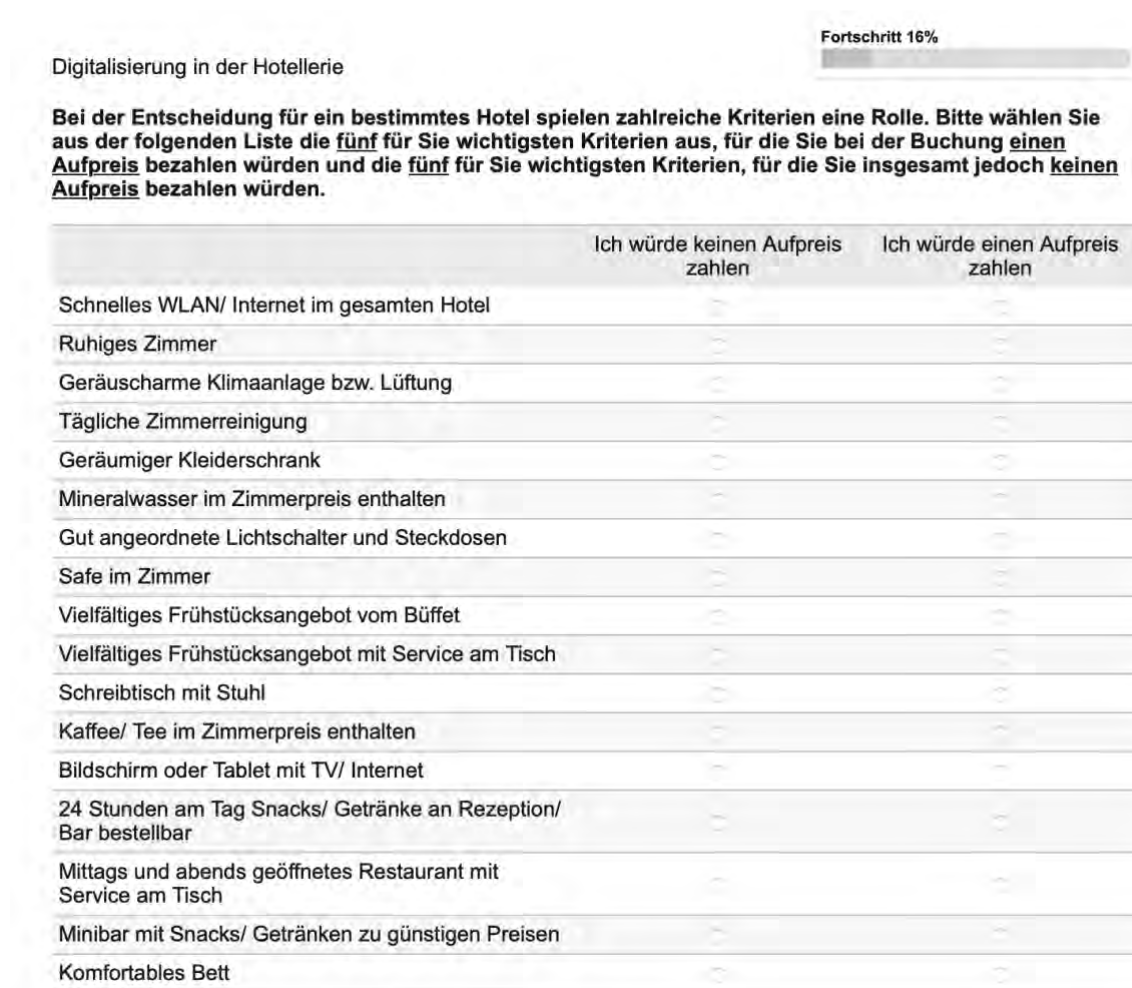 Fortschritt 16%
Digitalisierung in der Hotellerie
Bei der Entscheidung für ein bestimmtes Hotel spielen zahlreiche Kriterien eine Rolle. Bitte wählen Sie
aus der folgenden Liste die fünf für Sie wichtigsten Kriterien aus, für die Sie bei der Buchung einen
Aufpreis bezahlen würden und die fünf für Sie wichtigsten Kriterien, für die Sie insgesamt jedoch keinen
Aufpreis bezahlen würden.
Ich würde keinen Aufpreis
zahlen
Ich würde einen Aufpreis
zahlen
Schnelles WLAN/ Internet im gesamten Hotel
Ruhiges Zimmer
Geräuscharme Klimaanlage bzw. Lüftung
Tägliche Zimmerreinigung
Geräumiger Kleiderschrank
Mineralwasser im Zimmerpreis enthalten
Gut angeordnete Lichtschalter und Steckdosen
Safe im Zimmer
Vielfältiges Frühstücksangebot vom Büffet
Vielfältiges Frühstücksangebot mit Service am Tisch
Schreibtisch mit Stuhl
Kaffee/ Tee im Zimmerpreis enthalten
Bildschirm oder Tablet mit TV/ Internet
24 Stunden am Tag Snacks/ Getränke an Rezeption/
Bar bestellbar
Mittags und abends geöffnetes Restaurant mit
Service am Tisch
Minibar mit Snacks/ Getränken zu günstigen Preisen
Komfortables Bett